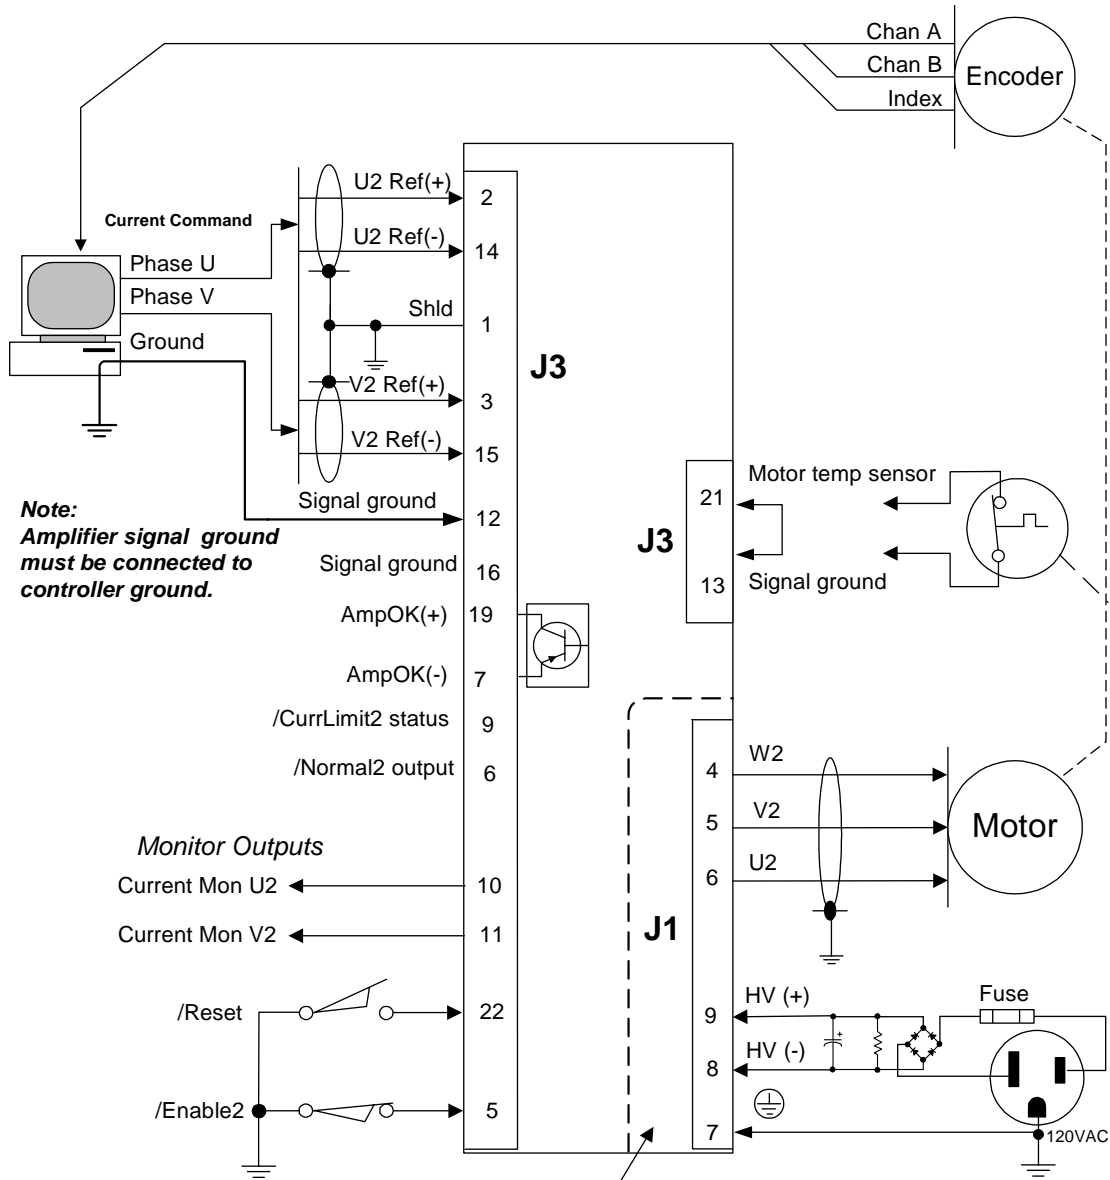 Chan A
Chan B
Index
Encoder
Current Command
Phase U
Phase V
Ground
U2 Ref(+)
2
U2 Ref(-)
14
Shld
1
J3
V2 Ref(+)
3
V2 Ref(-)
15
Signal ground
12
Note:
Amplifier signal ground
must be connected to
controller ground.
Signal ground
16
AmpOK(+)
19
AmpOK(-)
7
/CurrLimit2 status
9
/Normal2 output
6
Monitor Outputs
Current Mon U2
10
Current Mon V2
11
/Reset
22
/Enable2
5
J3
21
Motor temp sensor
13
Signal ground
J1
4
W2
5
V2
6
U2
Motor
9
HV (+)
8
HV (-)
7
Fuse
+
120VAC